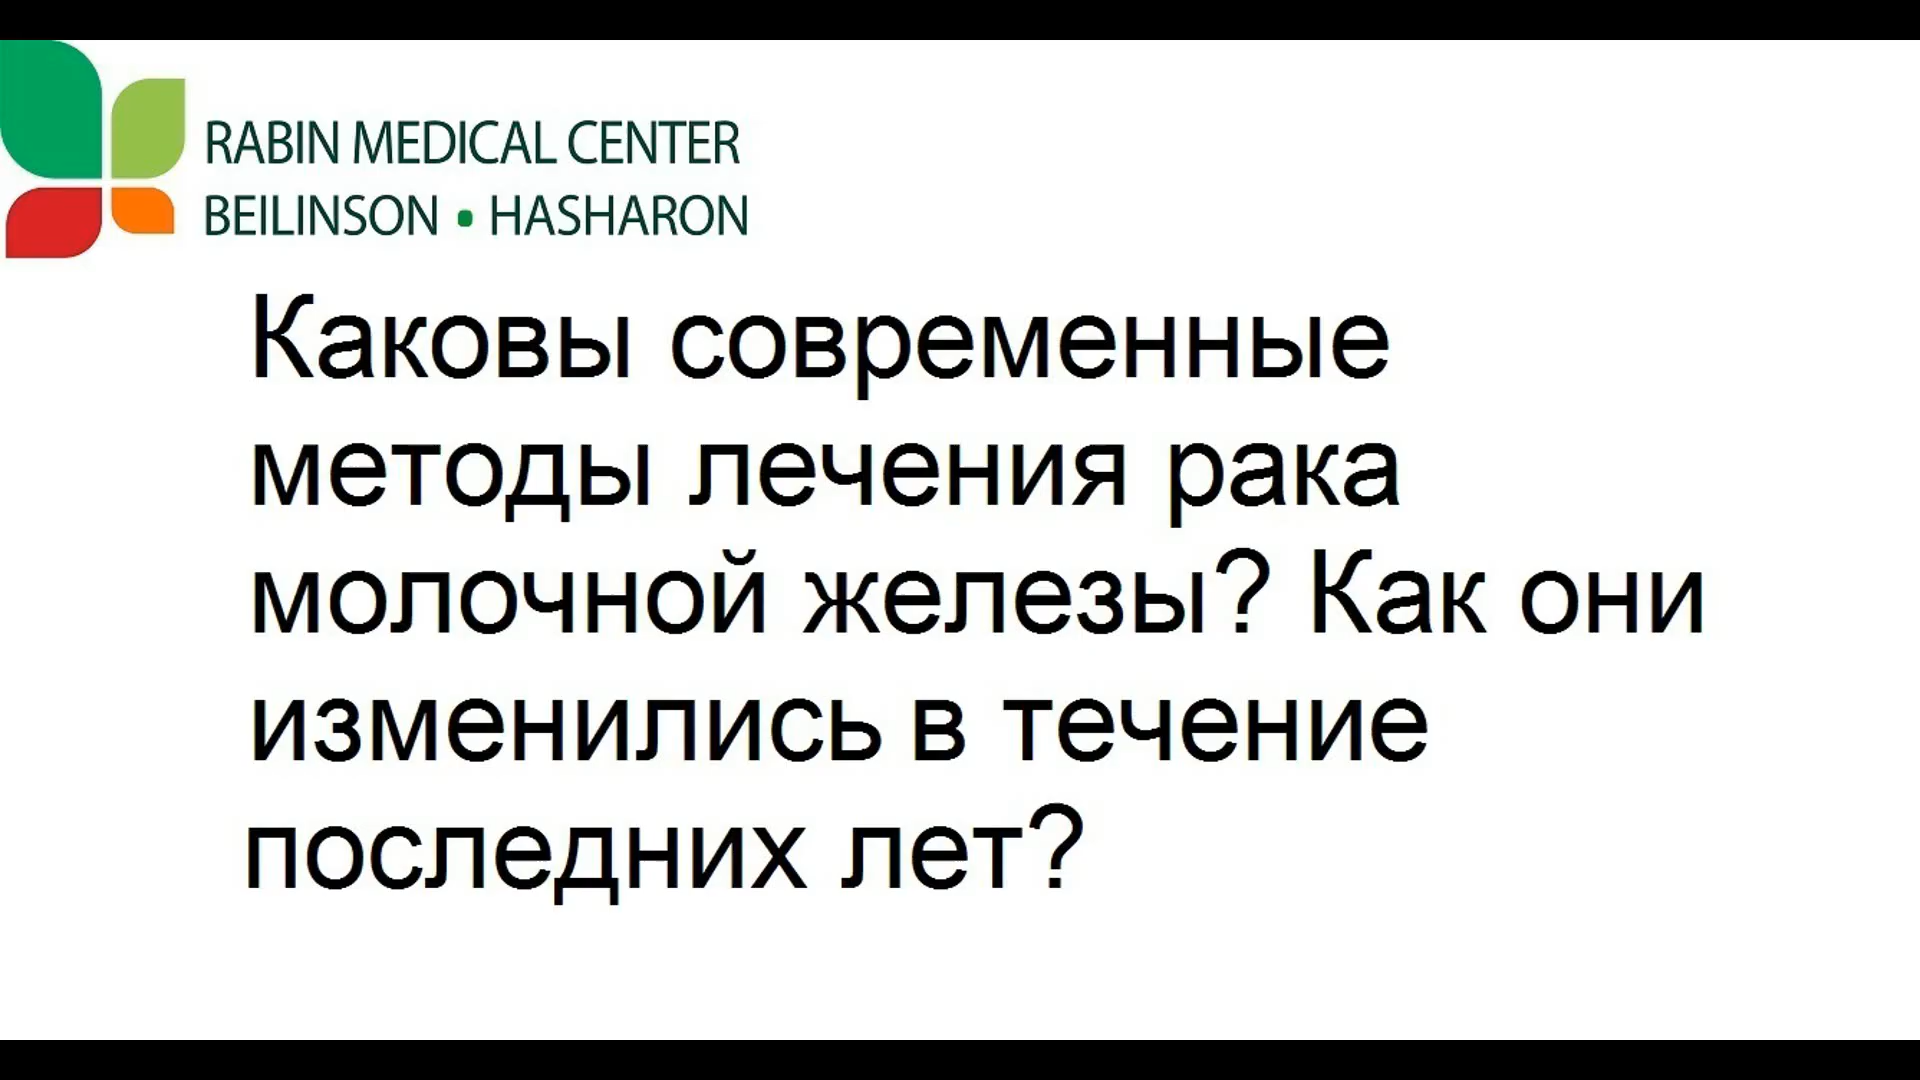 RABIN MEDICAL CENTER
BEILINSON • HASHARON
Каковы современные
методы лечения рака
молочной железы? Как они
изменились в течение
последних лет?